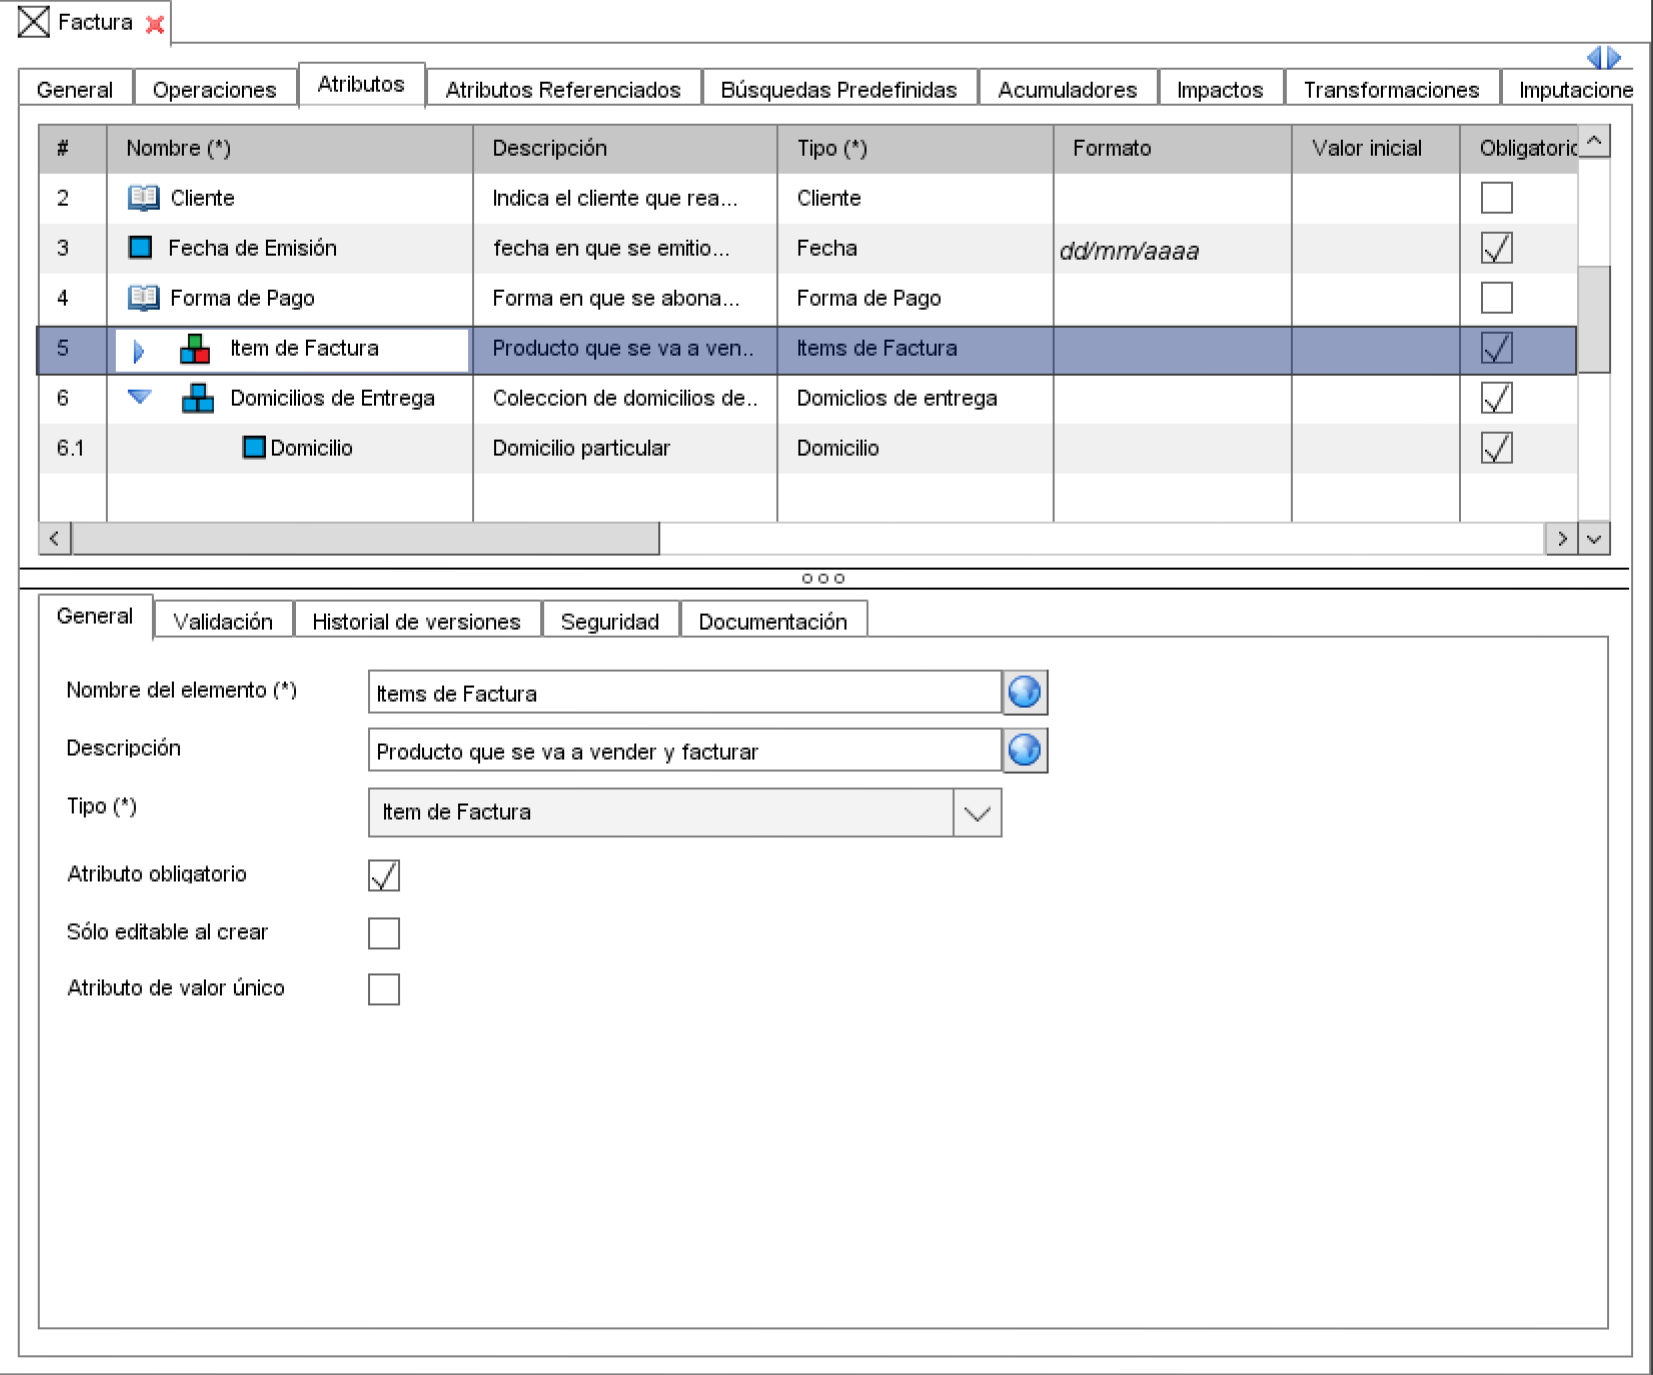 Factura
General Operaciones Atributos Atributos Referenciados Búsquedas Predefinidas Acumuladores Impactos Transformaciones Imputacione
# Nombre (*) Descripción Tipo (*) Formato Valor inicial Obligatorio
2 Cliente Indica el cliente que rea... Cliente
3 Fecha de Emisión fecha en que se emitio... Fecha dd/mm/aaaa
4 Forma de Pago Forma en que se abona... Forma de Pago
5 Item de Factura Producto que se va a ven.. Items de Factura
6 Domicilios de Entrega Coleccion de domicilios de.. Domiclios de entrega
6.1 Domicilio Domicilio particular Domicilio
General Validación Historial de versiones Seguridad Documentación
Nombre del elemento (*) Items de Factura
Descripción Producto que se va a vender y facturar
Tipo (*) Item de Factura
Atributo obligatorio
Sólo editable al crear
Atributo de valor único